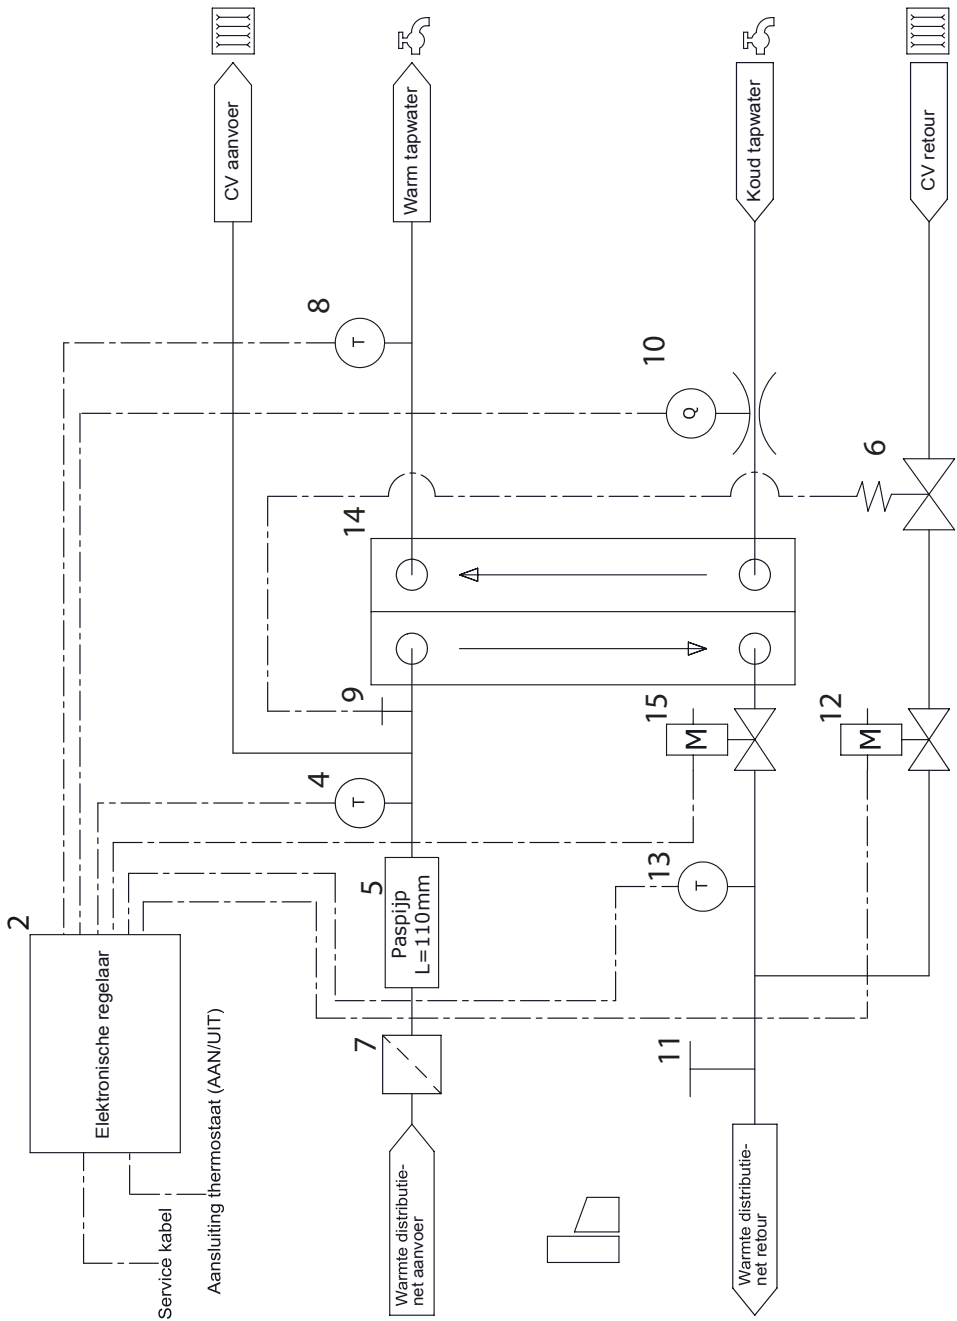 CV aanvoer
Warm tapwater
Koud tapwater
CV retour
8
T
10
Q
6
14
9
15
M
12
M
4
T
13
T
5
Paspijp
L=110mm
2
Elektronische regelaar
7
11
Aansluiting thermostaat (AAN/UIT)
Service kabel
Warmte distributie-
net aanvoer
Warmte distributie-
net retour